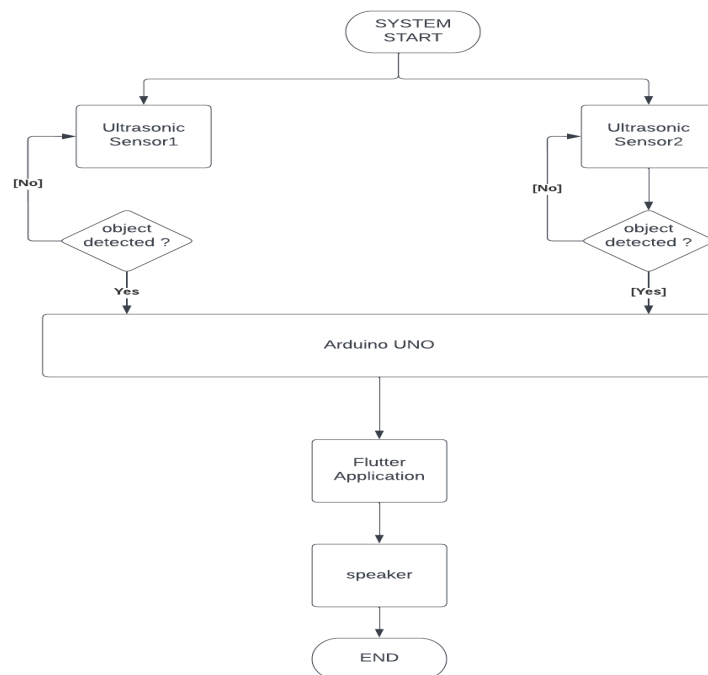 SYSTEM
START
Ultrasonic
Sensor1
Ultrasonic
Sensor2
[No]
[No]
object
detected ?
object
detected ?
Yes
[Yes]
Arduino UNO
Flutter
Application
speaker
END